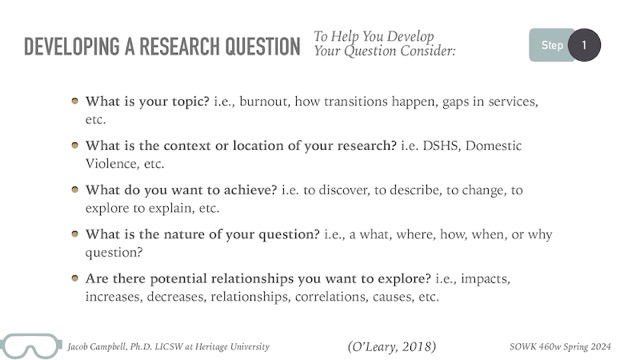 DEVELOPING A RESEARCH QUESTION
To Help You Develop
Your Question Consider:
Step 1
What is your topic? i.e., burnout, how transitions happen, gaps in services,
etc.
What is the context or location of your research? i.e. DSHS, Domestic
Violence, etc.
What do you want to achieve? i.e. to discover, to describe, to change, to
explore to explain, etc.
What is the nature of your question? i.e., a what, where, how, when, or why
question?
Are there potential relationships you want to explore? i.e., impacts,
increases, decreases, relationships, correlations, causes, etc.
Jacob Campbell, Ph.D. LICSW at Heritage University
(O'Leary, 2018)
SOWK 460w Spring 2024